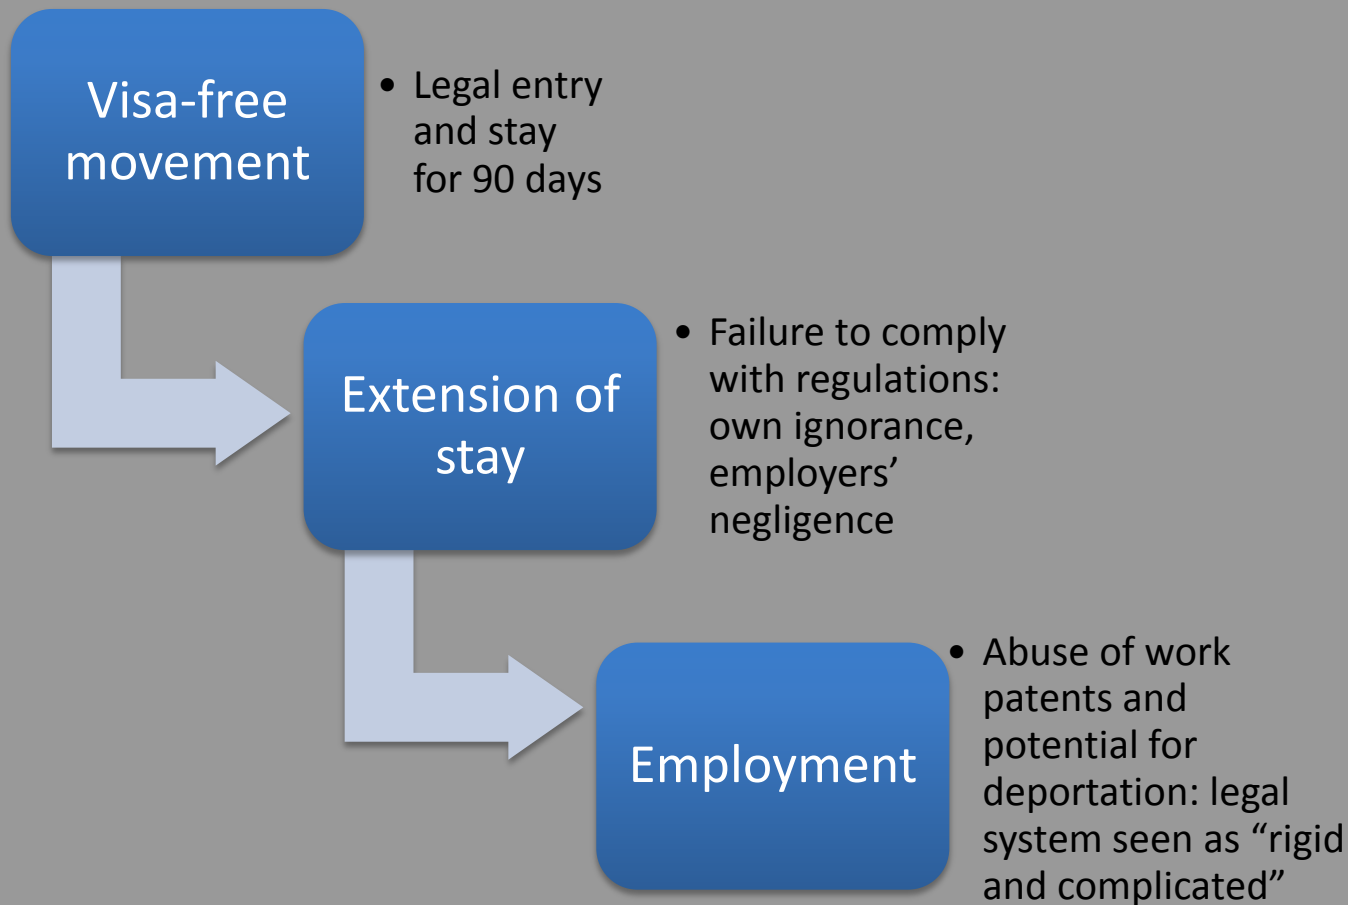 Visa-free
movement
• Legal entry
and stay
for 90 days
Extension of
stay
• Failure to comply
with regulations:
own ignorance,
employers’
negligence
Employment
• Abuse of work
patents and
potential for
deportation: legal
system seen as “rigid
and complicated”